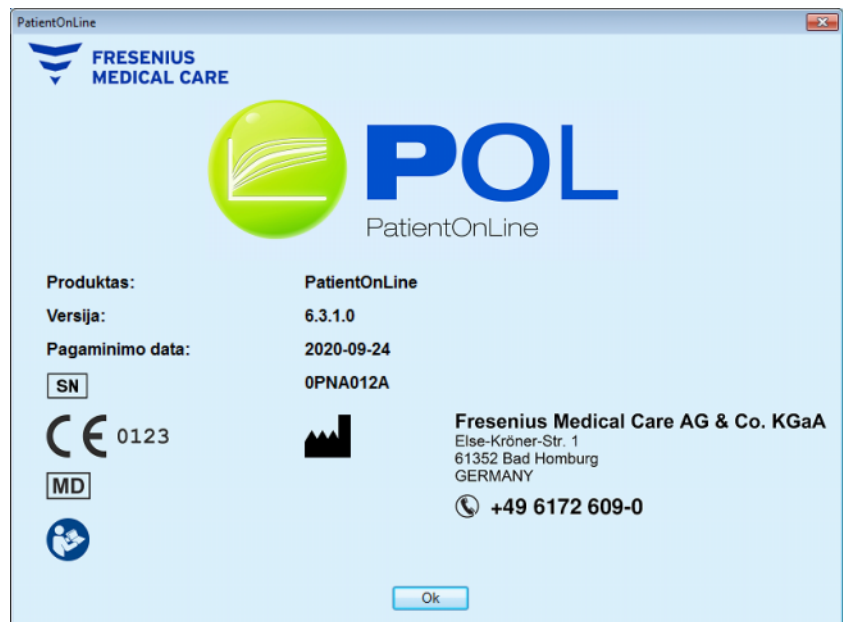 PatientOnLine
FRESENIUS
MEDICAL CARE
POL
PatientOnLine
Produktas: PatientOnLine
Versija: 6.3.1.0
Pagaminimo data: 2020-09-24
SN 0PNA012A
CE 0123
Fresenius Medical Care AG & Co. KGaA
Else-Kröner-Str. 1
61352 Bad Homburg
GERMANY
MD
+49 6172 609-0
Ok